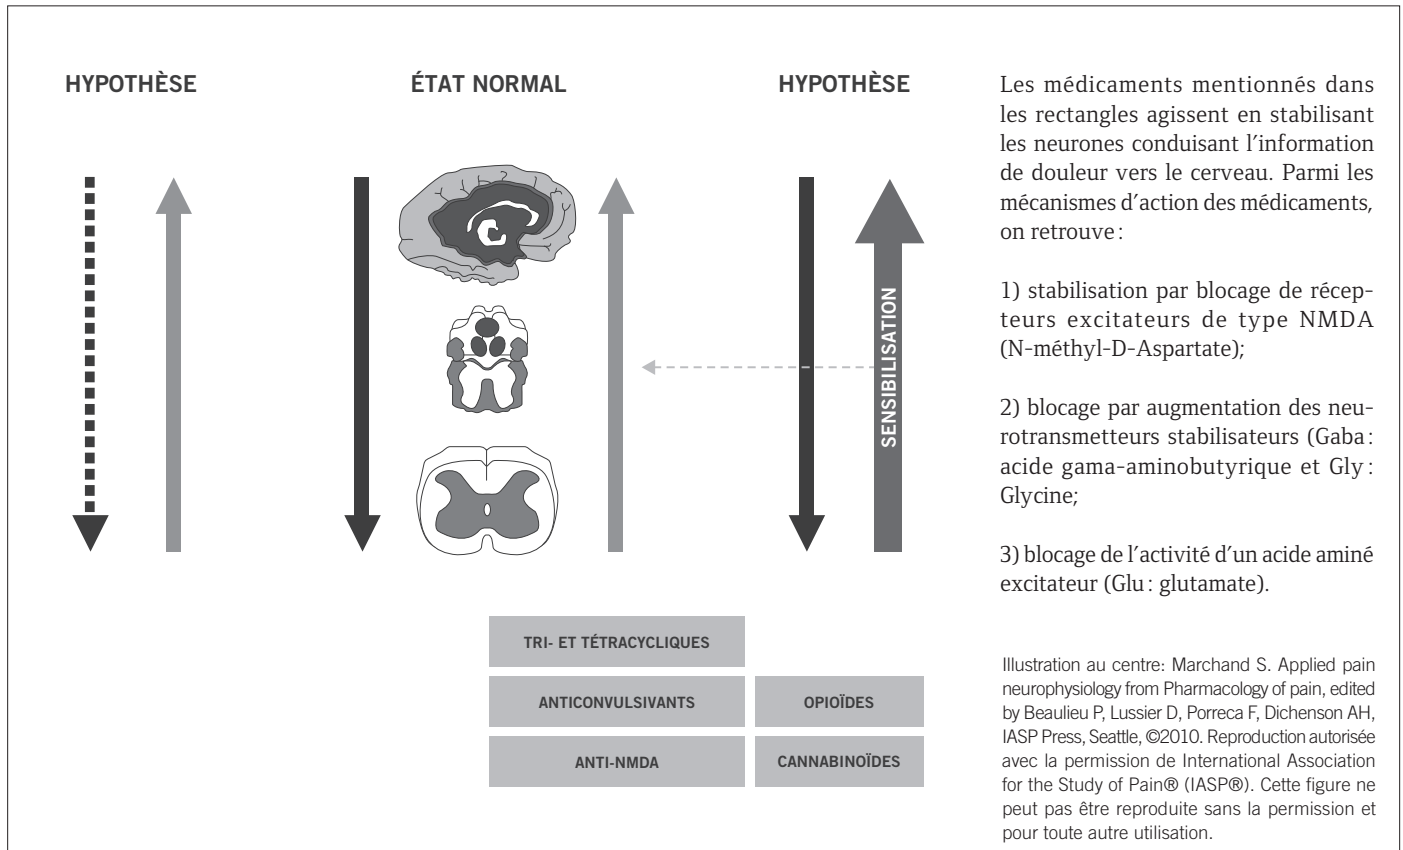 HYPOTHÈSE
ÉTAT NORMAL
HYPOTHÈSE
SENSIBILISATION
TRI- ET TÉTRACYCLIQUES
ANTICONVULSIVANTS
OPIOÏDES
ANTI-NMDA
CANNABINOÏDES
Les médicaments mentionnés dans
les rectangles agissent en stabilisant
les neurones conduisant l’information
de douleur vers le cerveau. Parmi les
mécanismes d’action des médicaments,
on retrouve :
1) stabilisation par blocage de récep-
teurs excitateurs de type NMDA
(N-méthyl-D-Aspartate);
2) blocage par augmentation des neu-
rotransmetteurs stabilisateurs (Gaba :
acide gama-aminobutyrique et Gly :
Glycine;
3) blocage de l’activité d’un acide aminé
excitateur (Glu : glutamate).
Illustration au centre: Marchand S. Applied pain
neurophysiology from Pharmacology of pain, edited
by Beaulieu P, Lussier D, Porreca F, Dichenson AH,
IASP Press, Seattle, ©2010. Reproduction autorisée
avec la permission de International Association
for the Study of Pain® (IASP®). Cette figure ne
peut pas être reproduite sans la permission et
pour toute autre utilisation.